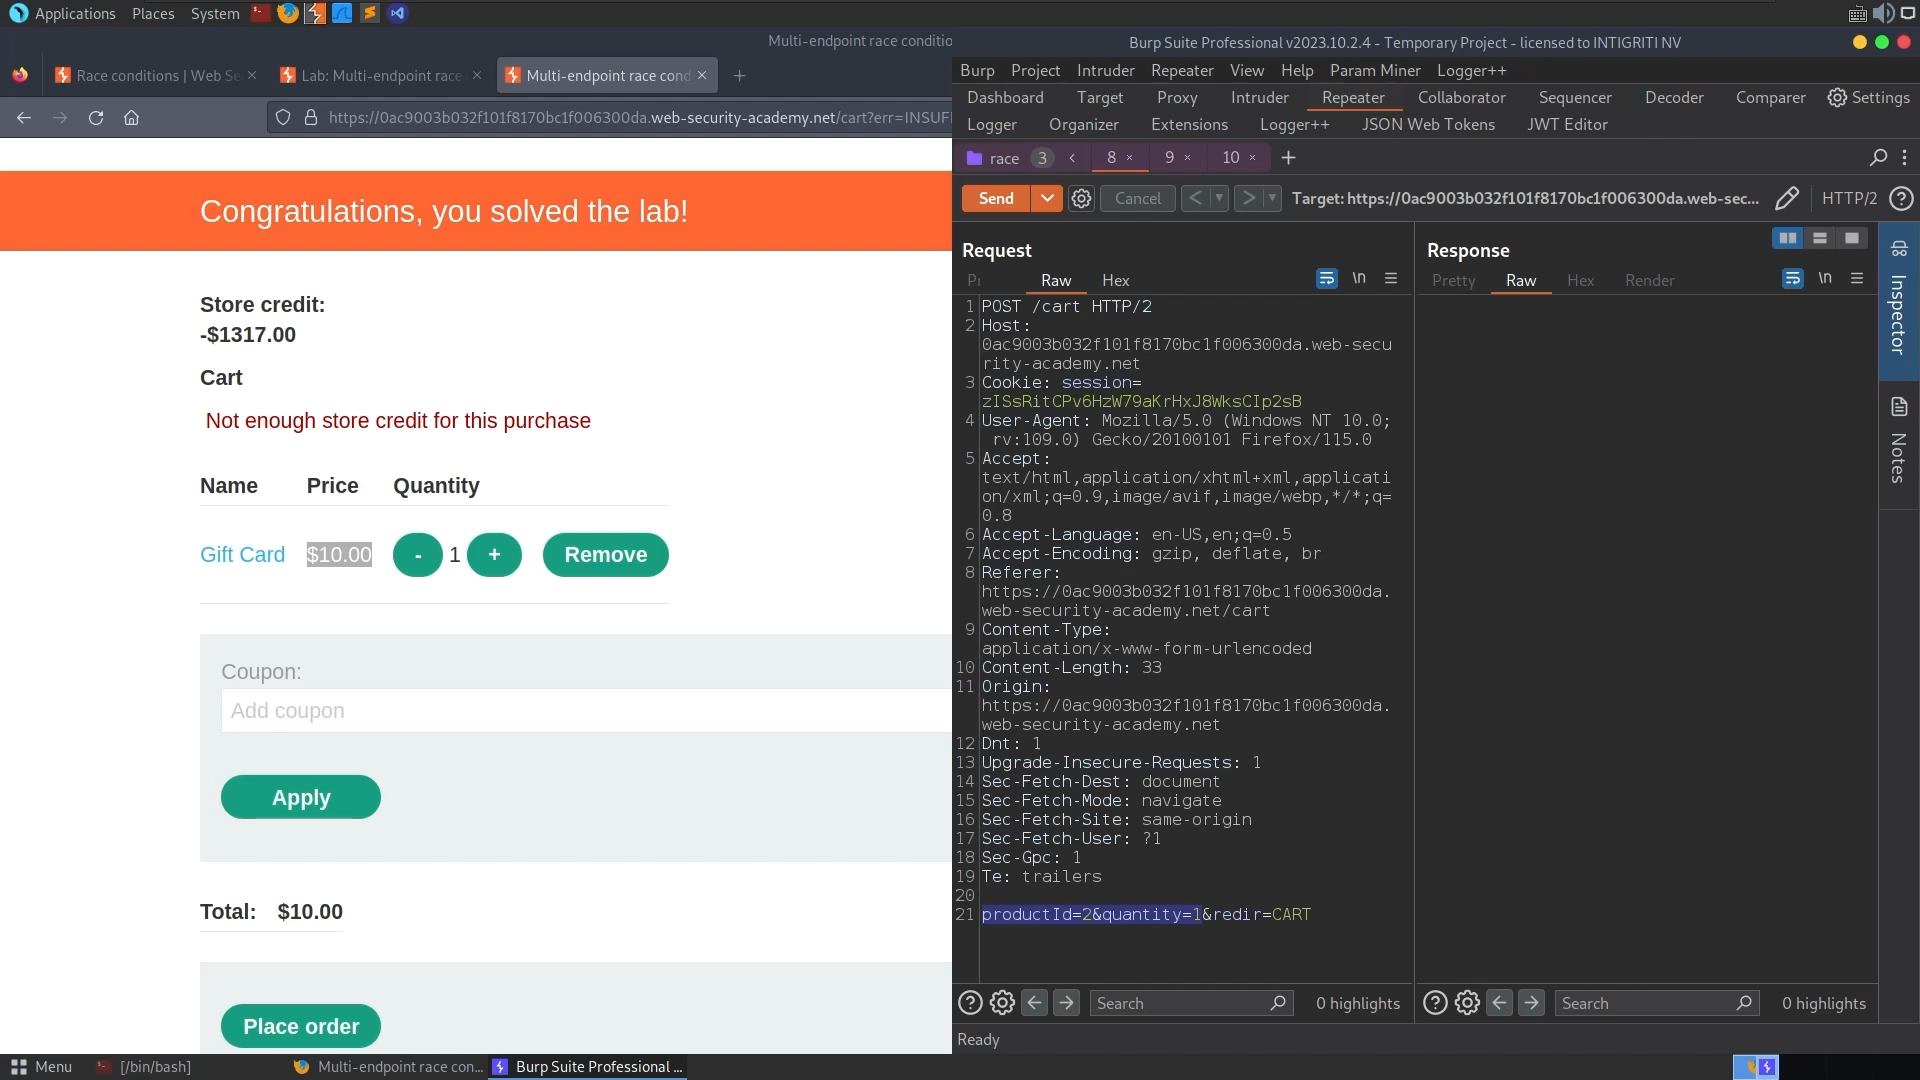 Applications Places System
Multi-endpoint race conditio
Burp Suite Professional v2023.10.2.4 - Temporary Project - licensed to INTIGRITI NV
Race conditions | Web Se
Lab: Multi-endpoint race
Multi-endpoint race cond
https://0ac9003b032f101f8170bc1f006300da.web-security-academy.net/cart?err=INSUF
Congratulations, you solved the lab!
Store credit:
-$1317.00
Cart
Not enough store credit for this purchase
Name Price Quantity
Gift Card $10.00 - 1 + Remove
Coupon:
Add coupon
Apply
Total: $10.00
Place order
Burp Project Intruder Repeater View Help Param Miner Logger++
Dashboard Target Proxy Intruder Repeater Collaborator Sequencer Decoder Comparer Settings
Logger Organizer Extensions Logger++ JSON Web Tokens JWT Editor
race 3 < 8 × 9 × 10 × +
Send Cancel < > Target: https://0ac9003b032f101f8170bc1f006300da.web-sec... HTTP/2 ?
Request
Raw Hex \n
1 POST /cart HTTP/2
2 Host:
0ac9003b032f101f8170bc1f006300da.web-secu
rity-academy.net
3 Cookie: session=
zISsRitCPv6HzW79aKrHxJ8WksCIp2sB
4 User-Agent: Mozilla/5.0 (Windows NT 10.0;
rv:109.0) Gecko/20100101 Firefox/115.0
5 Accept:
text/html,application/xhtml+xml,applicati
on/xml;q=0.9,image/avif,image/webp,*/*;q=
0.8
6 Accept-Language: en-US,en;q=0.5
7 Accept-Encoding: gzip, deflate, br
8 Referer:
https://0ac9003b032f101f8170bc1f006300da.
web-security-academy.net/cart
9 Content-Type:
application/x-www-form-urlencoded
10 Content-Length: 33
11 Origin:
https://0ac9003b032f101f8170bc1f006300da.
web-security-academy.net
12 Dnt: 1
13 Upgrade-Insecure-Requests: 1
14 Sec-Fetch-Dest: document
15 Sec-Fetch-Mode: navigate
16 Sec-Fetch-Site: same-origin
17 Sec-Fetch-User: ?1
18 Sec-Gpc: 1
19 Te: trailers
20
21 productId=2&quantity=1&redir=CART
Search 0 highlights
Response
Pretty Raw Hex Render \n
Search 0 highlights
Inspector
Notes
Ready
Menu [/bin/bash] Multi-endpoint race con... Burp Suite Professional ...